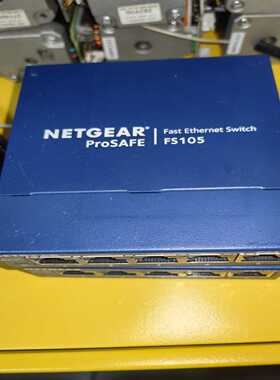 NETGEAR® | Fast Ethernet Switch
ProSAFE | FS105